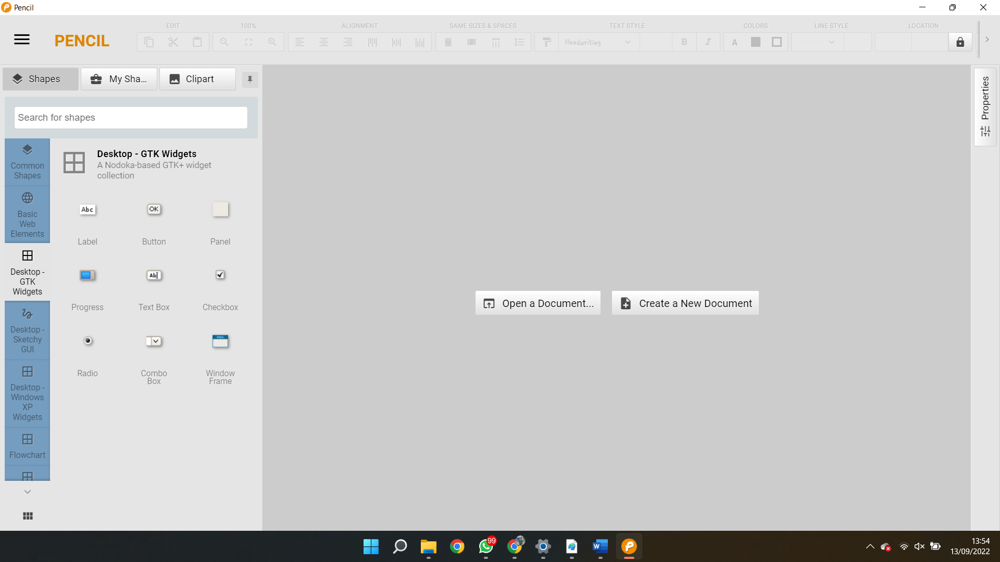 Pencil
EDIT
100%
ALIGNMENT
SAME SIZES & SPACES
TEXT STYLE
COLORS
LINE STYLE
LOCATION
PENCIL
Handwriting
B
I
A
Shapes
My Sha...
Clipart
Properties
Search for shapes
Common
Shapes
Basic
Web
Elements
Desktop -
GTK
Widgets
Desktop -
Sketchy
GUI
Desktop -
Windows
XP
Widgets
Flowchart
Desktop - GTK Widgets
A Nodoka-based GTK+ widget
collection
Abc
OK
Label
Button
Panel
Ab
Progress
Text Box
Checkbox
Radio
Combo
Box
Window
Frame
Open a Document...
Create a New Document
99
W
13:54
13/09/2022